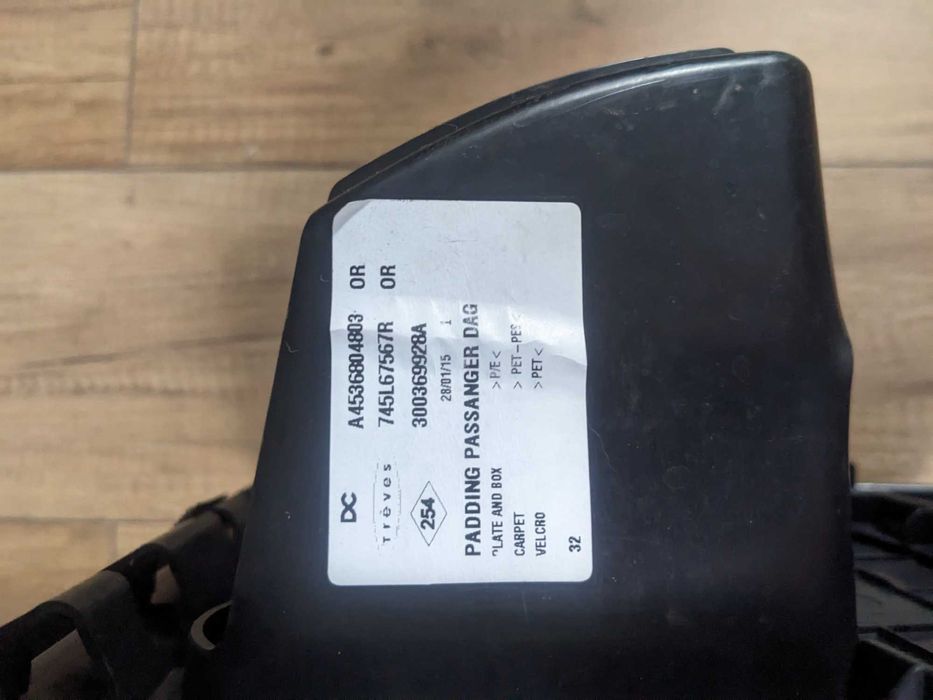 DC A4536804803 OR
Trèves 745L67567R OR
254 300369928A
28/01/15 1
PADDING PASSANGER DAG
PLATE AND BOX >P/E<
CARPET > PET-PES<
VELCRO >PET<
32